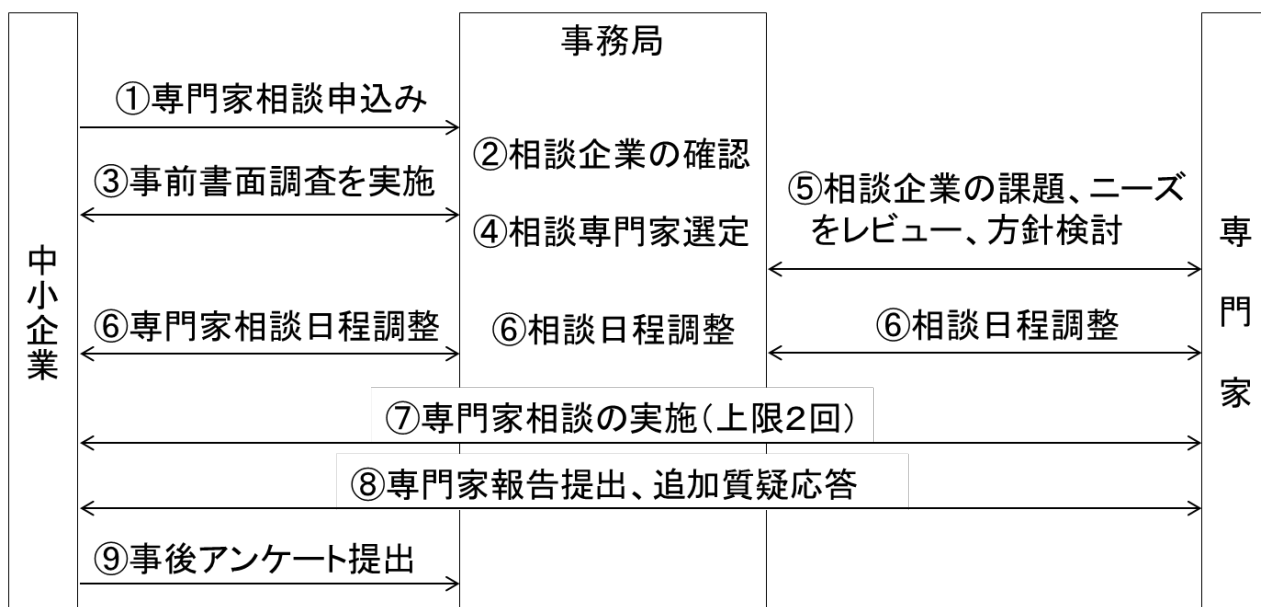 事務局
①専門家相談申込み
②相談企業の確認
③事前書面調査を実施
④相談専門家選定
⑤相談企業の課題、ニーズ
をレビュー、方針検討
中小企業
専門家
⑥専門家相談日程調整
⑥相談日程調整
⑥相談日程調整
⑦専門家相談の実施(上限2回)
⑧専門家報告提出、追加質疑応答
⑨事後アンケート提出